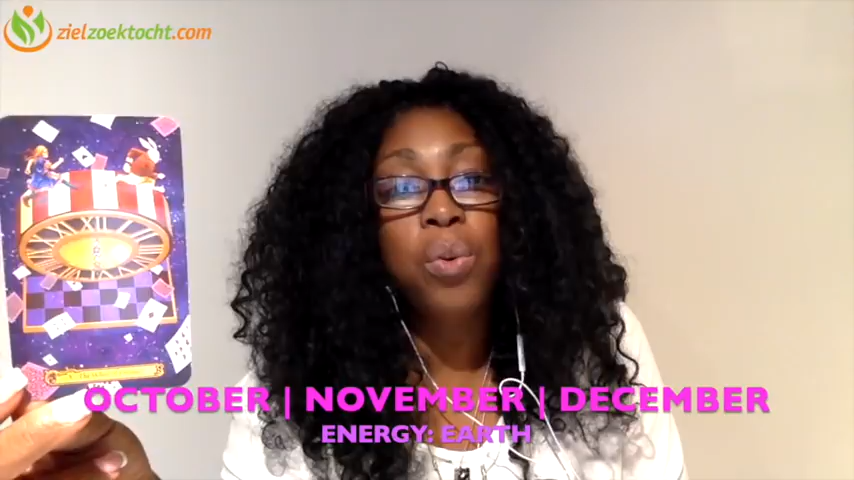 zielzoektocht.com
OCTOBER | NOVEMBER | DECEMBER
ENERGY: EARTH